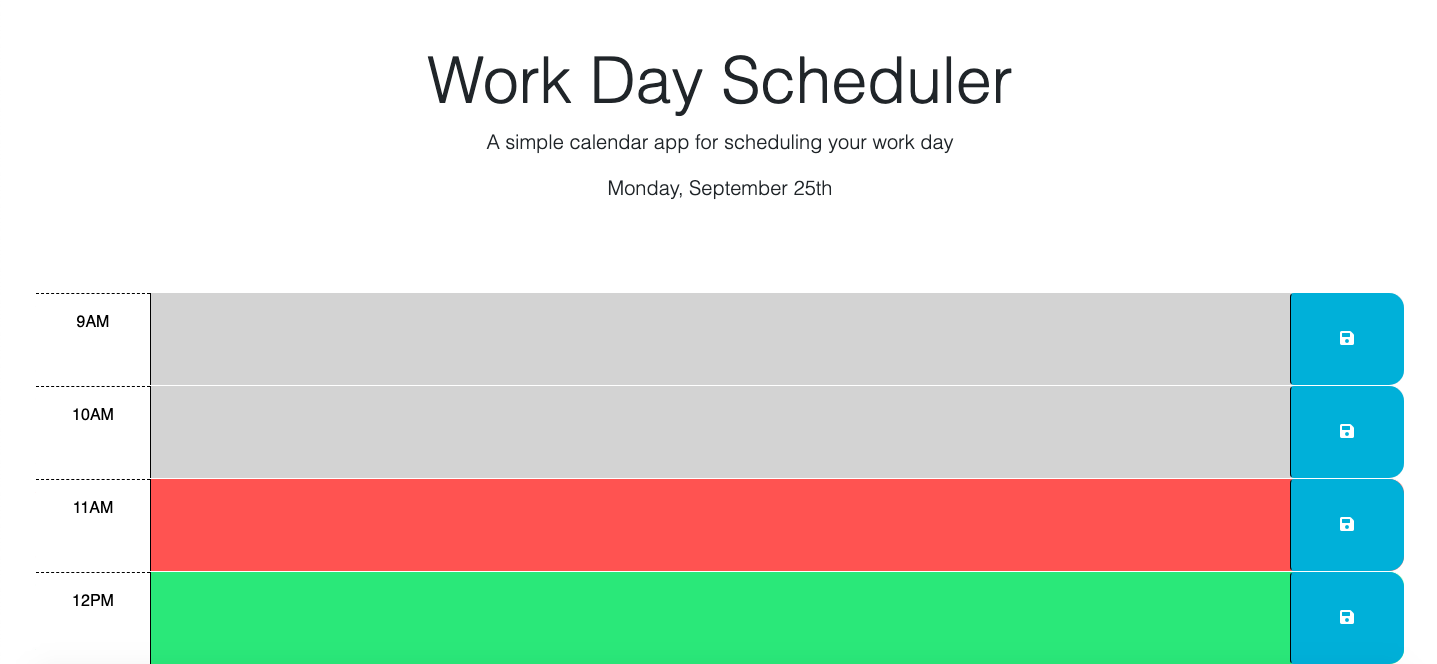 Work Day Scheduler
A simple calendar app for scheduling your work day
Monday, September 25th
9AM
10AM
11AM
12PM